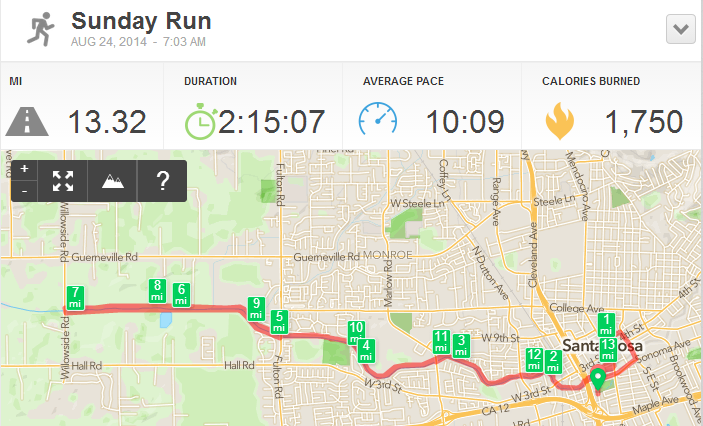 Sunday Run
AUG 24, 2014 - 7:03 AM
MI
DURATION
AVERAGE PACE
CALORIES BURNED
13.32
2:15:07
10:09
1,750
+
-
?
Fulton Rd
Coffey Ln
Range Ave
Mendocino Ave
W Steele Ln
Steele Ln
Willowside Rd
Guerneville Rd
Guerneville Rd
MONROE
Marlow Rd
N Dutton Ave
Cleveland Ave
4th St
7 mi
8 mi
6 mi
9 mi
5 mi
College Ave
1 mi
10 mi
4 mi
11 mi
3 mi
W 9th St
Santa Rosa
13 mi
12 mi
2 mi
3rd St
Sonoma Ave
Willowside Rd
Hall Rd
Hall Rd
Fulton Rd
W 3rd St
W 3rd St
S E St
Brookwood Ave
CA 12
Maple Ave